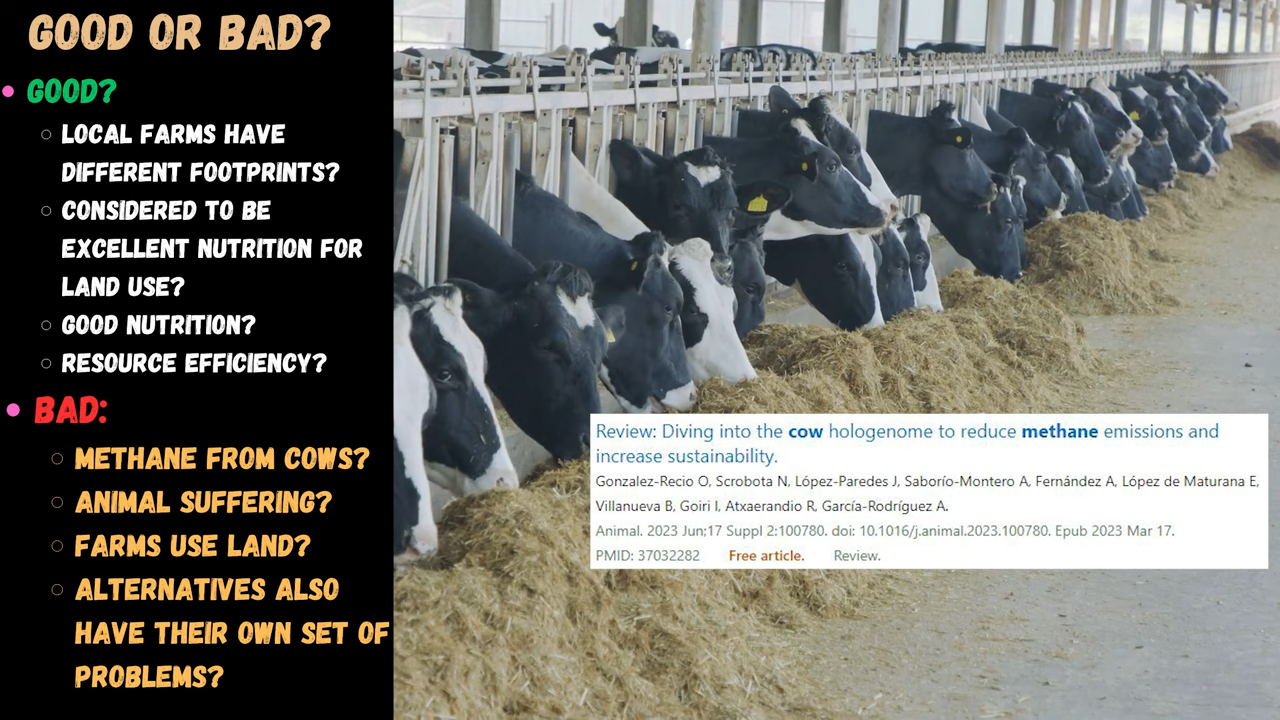 GOOD OR BAD?
GOOD?
LOCAL FARMS HAVE
DIFFERENT FOOTPRINTS?
CONSIDERED TO BE
EXCELLENT NUTRITION FOR
LAND USE?
GOOD NUTRITION?
RESOURCE EFFICIENCY?
BAD:
METHANE FROM COWS?
ANIMAL SUFFERING?
FARMS USE LAND?
ALTERNATIVES ALSO
HAVE THEIR OWN SET OF
PROBLEMS?
Review: Diving into the cow hologenome to reduce methane emissions and
increase sustainability.
Gonzalez-Recio O, Scrobota N, López-Paredes J, Saborío-Montero A, Fernández A, López de Maturana E,
Villanueva B, Goiri I, Atxaerandio R, García-Rodríguez A.
Animal. 2023 Jun;17 Suppl 2:100780. doi: 10.1016/j.animal.2023.100780. Epub 2023 Mar 17.
PMID: 37032282 Free article. Review.